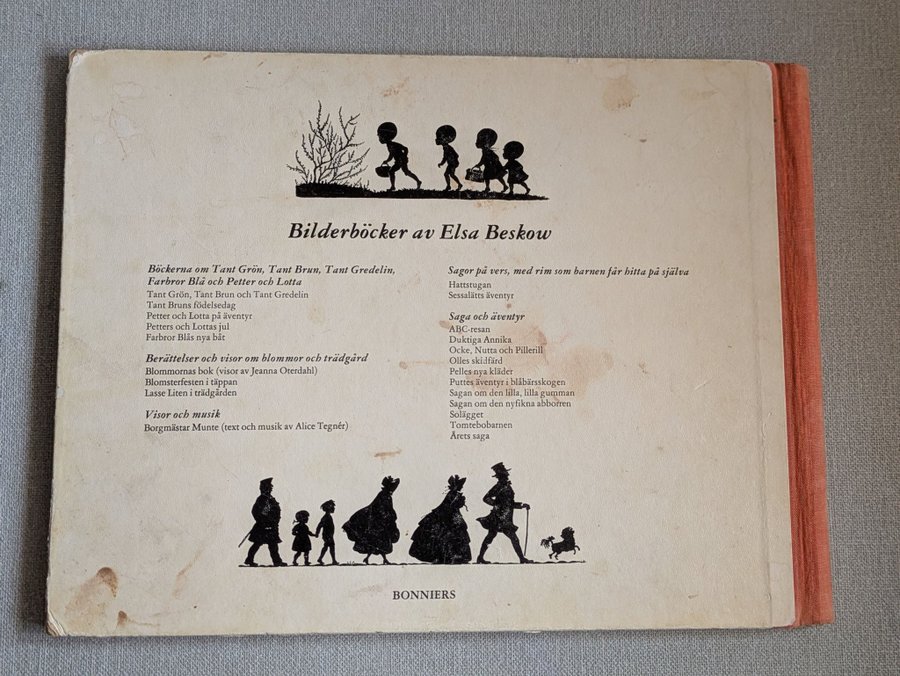 Bilderböcker av Elsa Beskow
Böckerna om Tant Grön, Tant Brun, Tant Gredelin,
Farbror Blå och Petter och Lotta
Tant Grön, Tant Brun och Tant Gredelin
Tant Bruns födelsedag
Petter och Lotta på äventyr
Petters och Lottas jul
Farbror Blås nya båt
Berättelser och visor om blommor och trädgård
Blommornas bok (visor av Jeanna Oterdahl)
Blomsterfesten i täppan
Lasse Liten i trädgården
Visor och musik
Borgmästar Munte (text och musik av Alice Tegnér)
Sagor på vers, med rim som barnen får hitta på själva
Hattstugan
Sessalätts äventyr
Saga och äventyr
ABC-resan
Duktiga Annika
Ocke, Nutta och Pillerill
Olles skidfärd
Pelles nya kläder
Puttes äventyr i blåbärsskogen
Sagan om den lilla, lilla gumman
Sagan om den nyfikna abborren
Solägget
Tomtebobarnen
Årets saga
BONNIERS